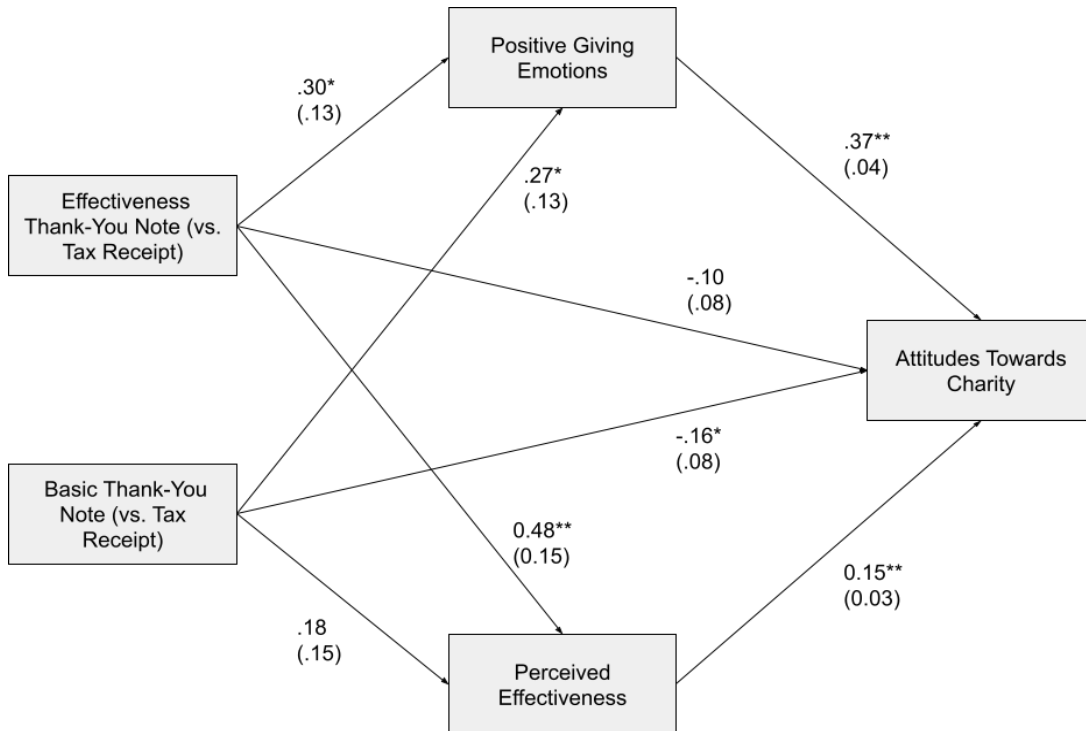 Positive Giving
Emotions
.30*
(.13)
.37**
(.04)
.27*
(.13)
Effectiveness
Thank-You Note (vs.
Tax Receipt)
-.10
(.08)
Attitudes Towards
Charity
-.16*
(.08)
Basic Thank-You
Note (vs. Tax
Receipt)
0.48**
(0.15)
0.15**
(0.03)
.18
(.15)
Perceived
Effectiveness